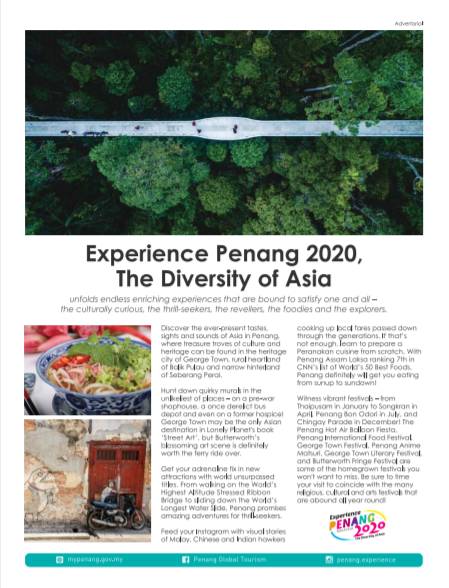 Advertorial
Experience Penang 2020,
The Diversity of Asia
unfolds endless enriching experiences that are bound to satisfy one and all –
the culturally curious, the thrill-seekers, the revellers, the foodies and the explorers.
Discover the ever-present tastes,
sights and sounds of Asia in Penang,
where treasure troves of culture and
heritage can be found in the heritage
city of George Town, rural heartland
of Balik Pulau and narrow hinterland
of Seberang Perai.
Hunt down quirky murals in the
unlikeliest of places – on a pre-war
shophouse, a once derelict bus
depot and even on a former hospice!
George Town may be the only Asian
destination in Lonely Planet's book
'Street Art', but Butterworth's
blossoming art scene is definitely
worth the ferry ride over.
Get your adrenaline fix in new
attractions with world unsurpassed
titles. From walking on the World's
Highest Altitude Stressed Ribbon
Bridge to sliding down the World's
Longest Water Slide, Penang promises
amazing adventures for thrill-seekers.
Feed your Instagram with visual stories
of Malay, Chinese and Indian hawkers
cooking up local fares passed down
through the generations. If that's
not enough, learn to prepare a
Peranakan cuisine from scratch. With
Penang Assam Laksa ranking 7th in
CNN's list of World's 50 Best Foods,
Penang definitely will get you eating
from sunup to sundown!
Witness vibrant festivals – from
Thaipusam in January to Songkran in
April, Penang Bon Odori in July, and
Chingay Parade in December! The
Penang Hot Air Balloon Fiesta,
Penang International Food Festival,
George Town Festival, Penang Anime
Matsuri, George Town Literary Festival,
and Butterworth Fringe Festival are
some of the homegrown festivals you
won't want to miss. Be sure to time
your visit to coincide with the many
religious, cultural and arts festivals that
are abound all year round!
Experience
PENANG
2020
The Diversity of Asia
mypenang.gov.my
Penang Global Tourism
penang.experience